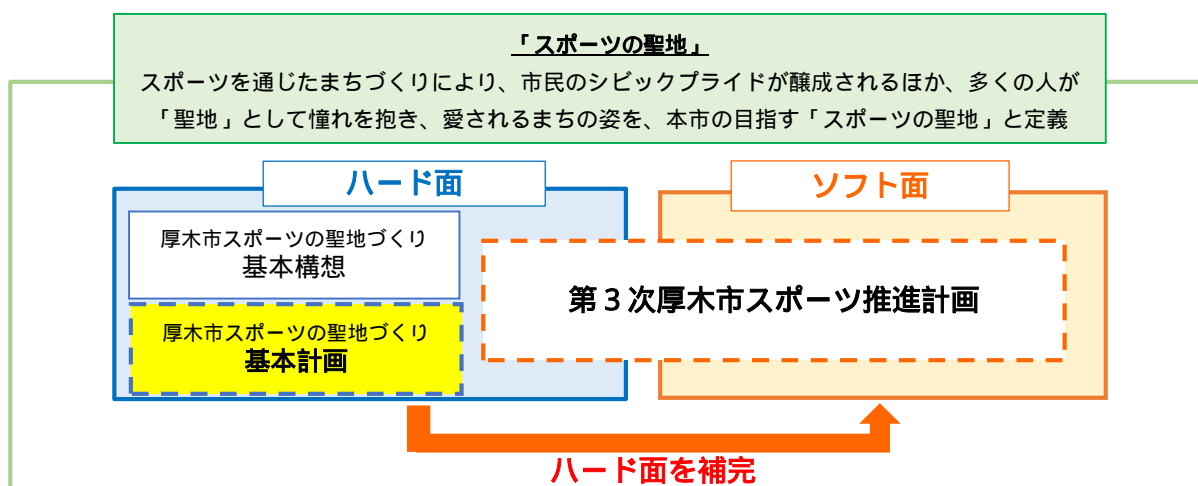 「スポーツの聖地」
スポーツを通じたまちづくりにより、市民のシビックプライドが醸成されるほか、多くの人が
「聖地」として憧れを抱き、愛されるまちの姿を、本市の目指す「スポーツの聖地」と定義
ハード面
ソフト面
厚木市スポーツの聖地づくり
基本構想
厚木市スポーツの聖地づくり
基本計画
第３次厚木市スポーツ推進計画
ハード面を補完